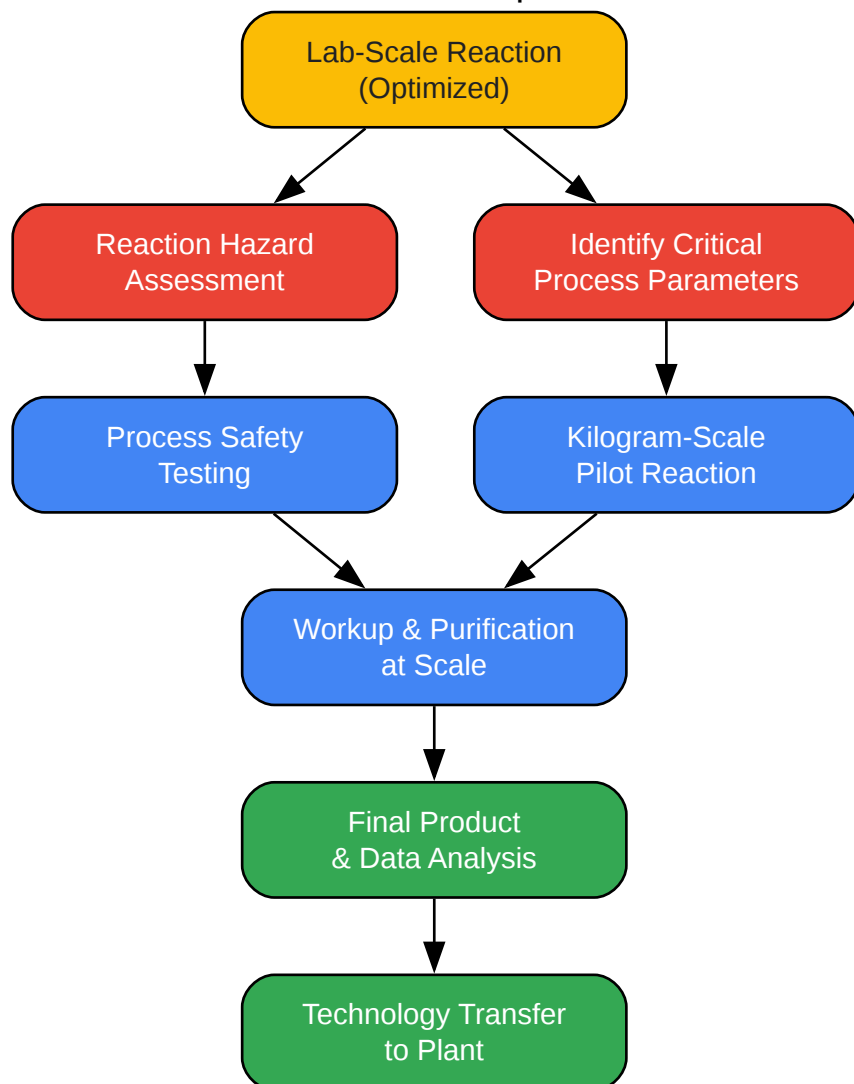 Lab-Scale Reaction
(Optimized)
Reaction Hazard
Assessment
Identify Critical
Process Parameters
Process Safety
Testing
Kilogram-Scale
Pilot Reaction
Workup & Purification
at Scale
Final Product
& Data Analysis
Technology Transfer
to Plant